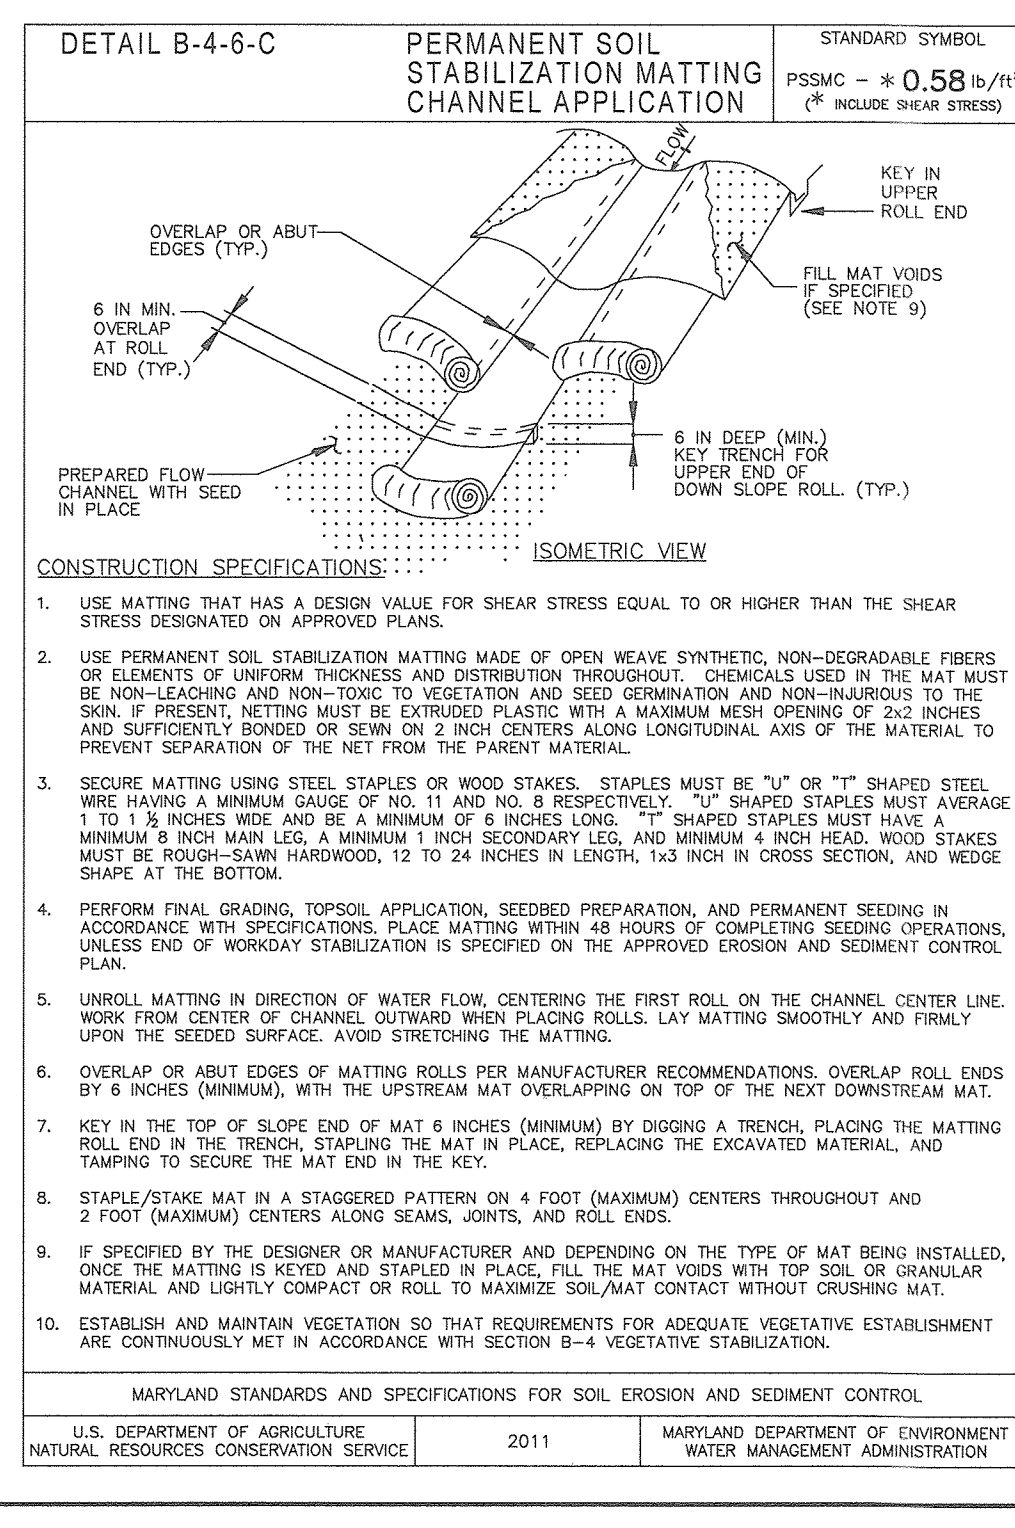 DETAIL B-4-6-C
PERMANENT SOIL
STABILIZATION MATTING
CHANNEL APPLICATION
STANDARD SYMBOL
PSSMC - * 0.58 lb/ft²
(* INCLUDE SHEAR STRESS)
FLOW
KEY IN
UPPER
ROLL END
OVERLAP OR ABUT
EDGES (TYP.)
FILL MAT VOIDS
IF SPECIFIED
(SEE NOTE 9)
6 IN MIN.
OVERLAP
AT ROLL
END (TYP.)
6 IN DEEP (MIN.)
KEY TRENCH FOR
UPPER END OF
DOWN SLOPE ROLL. (TYP.)
PREPARED FLOW
CHANNEL WITH SEED
IN PLACE
ISOMETRIC VIEW
CONSTRUCTION SPECIFICATIONS:
1. USE MATTING THAT HAS A DESIGN VALUE FOR SHEAR STRESS EQUAL TO OR HIGHER THAN THE SHEAR
STRESS DESIGNATED ON APPROVED PLANS.
2. USE PERMANENT SOIL STABILIZATION MATTING MADE OF OPEN WEAVE SYNTHETIC, NON-DEGRADABLE FIBERS
OR ELEMENTS OF UNIFORM THICKNESS AND DISTRIBUTION THROUGHOUT. CHEMICALS USED IN THE MAT MUST
BE NON-LEACHING AND NON-TOXIC TO VEGETATION AND SEED GERMINATION AND NON-INJURIOUS TO THE
SKIN. IF PRESENT, NETTING MUST BE EXTRUDED PLASTIC WITH A MAXIMUM MESH OPENING OF 2x2 INCHES
AND SUFFICIENTLY BONDED OR SEWN ON 2 INCH CENTERS ALONG LONGITUDINAL AXIS OF THE MATERIAL TO
PREVENT SEPARATION OF THE NET FROM THE PARENT MATERIAL.
3. SECURE MATTING USING STEEL STAPLES OR WOOD STAKES. STAPLES MUST BE "U" OR "T" SHAPED STEEL
WIRE HAVING A MINIMUM GAUGE OF NO. 11 AND NO. 8 RESPECTIVELY. "U" SHAPED STAPLES MUST AVERAGE
1 TO 1 ½ INCHES WIDE AND BE A MINIMUM OF 6 INCHES LONG. "T" SHAPED STAPLES MUST HAVE A
MINIMUM 8 INCH MAIN LEG, A MINIMUM 1 INCH SECONDARY LEG, AND MINIMUM 4 INCH HEAD. WOOD STAKES
MUST BE ROUGH-SAWN HARDWOOD, 12 TO 24 INCHES IN LENGTH, 1x3 INCH IN CROSS SECTION, AND WEDGE
SHAPE AT THE BOTTOM.
4. PERFORM FINAL GRADING, TOPSOIL APPLICATION, SEEDBED PREPARATION, AND PERMANENT SEEDING IN
ACCORDANCE WITH SPECIFICATIONS. PLACE MATTING WITHIN 48 HOURS OF COMPLETING SEEDING OPERATIONS,
UNLESS END OF WORKDAY STABILIZATION IS SPECIFIED ON THE APPROVED EROSION AND SEDIMENT CONTROL
PLAN.
5. UNROLL MATTING IN DIRECTION OF WATER FLOW, CENTERING THE FIRST ROLL ON THE CHANNEL CENTER LINE.
WORK FROM CENTER OF CHANNEL OUTWARD WHEN PLACING ROLLS. LAY MATTING SMOOTHLY AND FIRMLY
UPON THE SEEDED SURFACE. AVOID STRETCHING THE MATTING.
6. OVERLAP OR ABUT EDGES OF MATTING ROLLS PER MANUFACTURER RECOMMENDATIONS. OVERLAP ROLL ENDS
BY 6 INCHES (MINIMUM), WITH THE UPSTREAM MAT OVERLAPPING ON TOP OF THE NEXT DOWNSTREAM MAT.
7. KEY IN THE TOP OF SLOPE END OF MAT 6 INCHES (MINIMUM) BY DIGGING A TRENCH, PLACING THE MATTING
ROLL END IN THE TRENCH, STAPLING THE MAT IN PLACE, REPLACING THE EXCAVATED MATERIAL, AND
TAMPING TO SECURE THE MAT END IN THE KEY.
8. STAPLE/STAKE MAT IN A STAGGERED PATTERN ON 4 FOOT (MAXIMUM) CENTERS THROUGHOUT AND
2 FOOT (MAXIMUM) CENTERS ALONG SEAMS, JOINTS, AND ROLL ENDS.
9. IF SPECIFIED BY THE DESIGNER OR MANUFACTURER AND DEPENDING ON THE TYPE OF MAT BEING INSTALLED,
ONCE THE MATTING IS KEYED AND STAPLED IN PLACE, FILL THE MAT VOIDS WITH TOP SOIL OR GRANULAR
MATERIAL AND LIGHTLY COMPACT OR ROLL TO MAXIMIZE SOIL/MAT CONTACT WITHOUT CRUSHING MAT.
10. ESTABLISH AND MAINTAIN VEGETATION SO THAT REQUIREMENTS FOR ADEQUATE VEGETATIVE ESTABLISHMENT
ARE CONTINUOUSLY MET IN ACCORDANCE WITH SECTION B-4 VEGETATIVE STABILIZATION.
MARYLAND STANDARDS AND SPECIFICATIONS FOR SOIL EROSION AND SEDIMENT CONTROL
U.S. DEPARTMENT OF AGRICULTURE
NATURAL RESOURCES CONSERVATION SERVICE
2011
MARYLAND DEPARTMENT OF ENVIRONMENT
WATER MANAGEMENT ADMINISTRATION